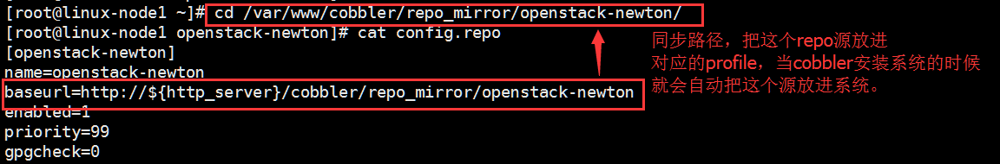 [root@linux-node1 ~]# cd /var/www/cobbler/repo_mirror/openstack-newton/
[root@linux-node1 openstack-newton]# cat config.repo
[openstack-newton]
name=openstack-newton
baseurl=http://${http_server}/cobbler/repo_mirror/openstack-newton
enabled=1
priority=99
gpgcheck=0
同步路径，把这个repo源放进
对应的profile，当cobbler安装系统的时候
就会自动把这个源放进系统。